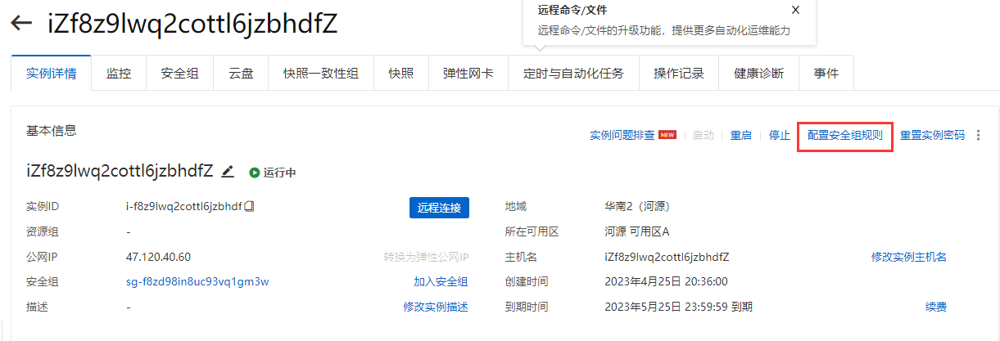 iZf8z9lwq2cottl6jzbhdfZ
远程命令/文件 X
远程命令/文件的升级功能，提供更多自动化运维能力
实例详情 监控 安全组 云盘 快照一致性组 快照 弹性网卡 定时与自动化任务 操作记录 健康诊断 事件
基本信息
实例问题排查 NEW 启动 重启 停止 配置安全组规则 重置实例密码
iZf8z9lwq2cottl6jzbhdfZ 运行中
实例ID i-f8z9lwq2cottl6jzbhdf 远程连接 地域 华南2（河源）
资源组 - 所在可用区 河源 可用区A
公网IP 47.120.40.60 转换为弹性公网IP 主机名 iZf8z9lwq2cottl6jzbhdfZ 修改实例主机名
安全组 sg-f8zd98in8uc93vq1gm3w 加入安全组 创建时间 2023年4月25日 20:36:00
描述 - 修改实例描述 到期时间 2023年5月25日 23:59:59 到期 续费